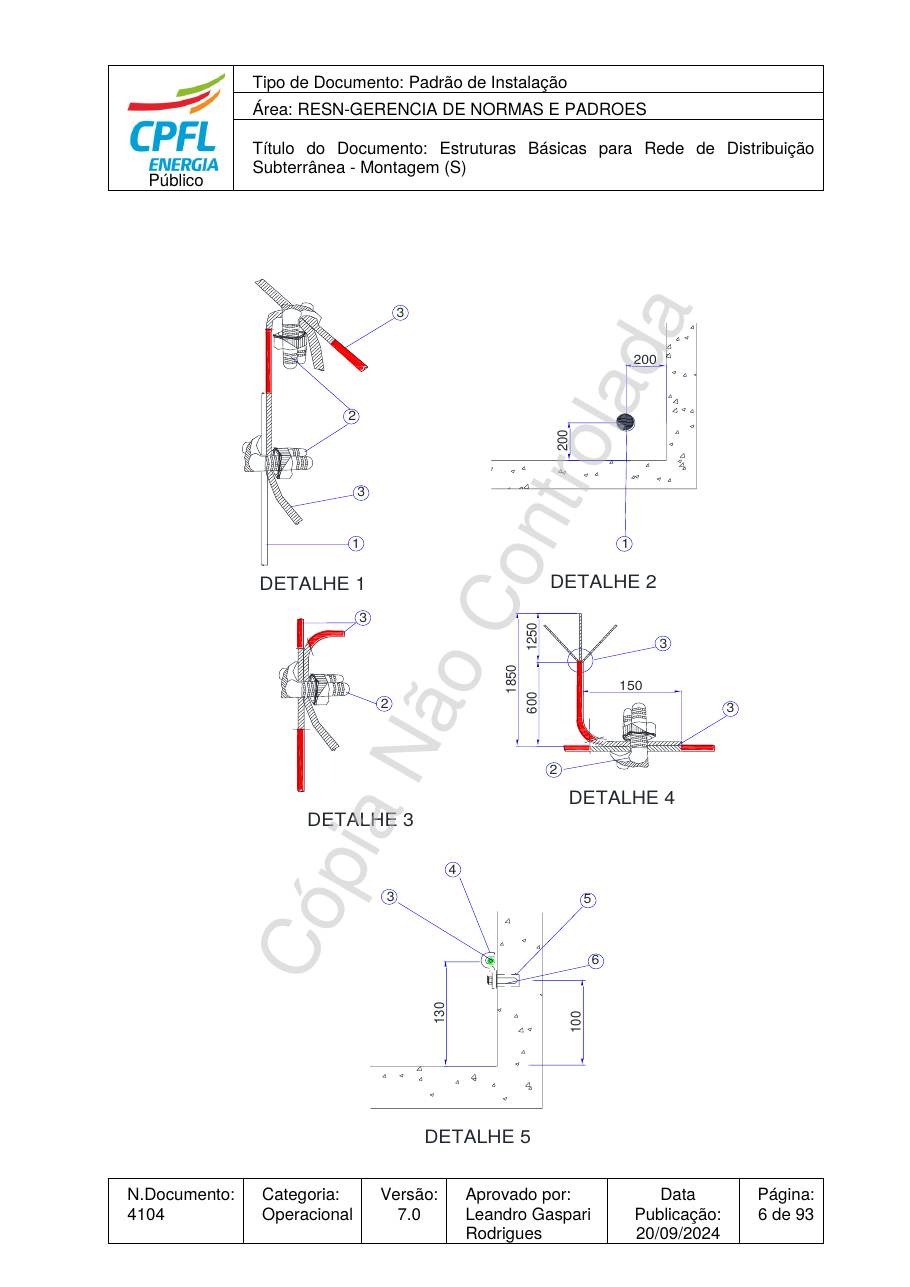 Tipo de Documento: Padrão de Instalação
Área: RESN-GERENCIA DE NORMAS E PADROES
Título do Documento: Estruturas Básicas para Rede de Distribuição
Subterrânea - Montagem (S)
CPFL
ENERGIA
Público
3
2
3
1
DETALHE 1
200
200
1
DETALHE 2
3
2
DETALHE 3
1250
1850
600
150
3
3
2
DETALHE 4
4
3
5
6
130
100
DETALHE 5
Cópia Não Controlada
N.Documento:
4104
Categoria:
Operacional
Versão:
7.0
Aprovado por:
Leandro Gaspari
Rodrigues
Data
Publicação:
20/09/2024
Página:
6 de 93